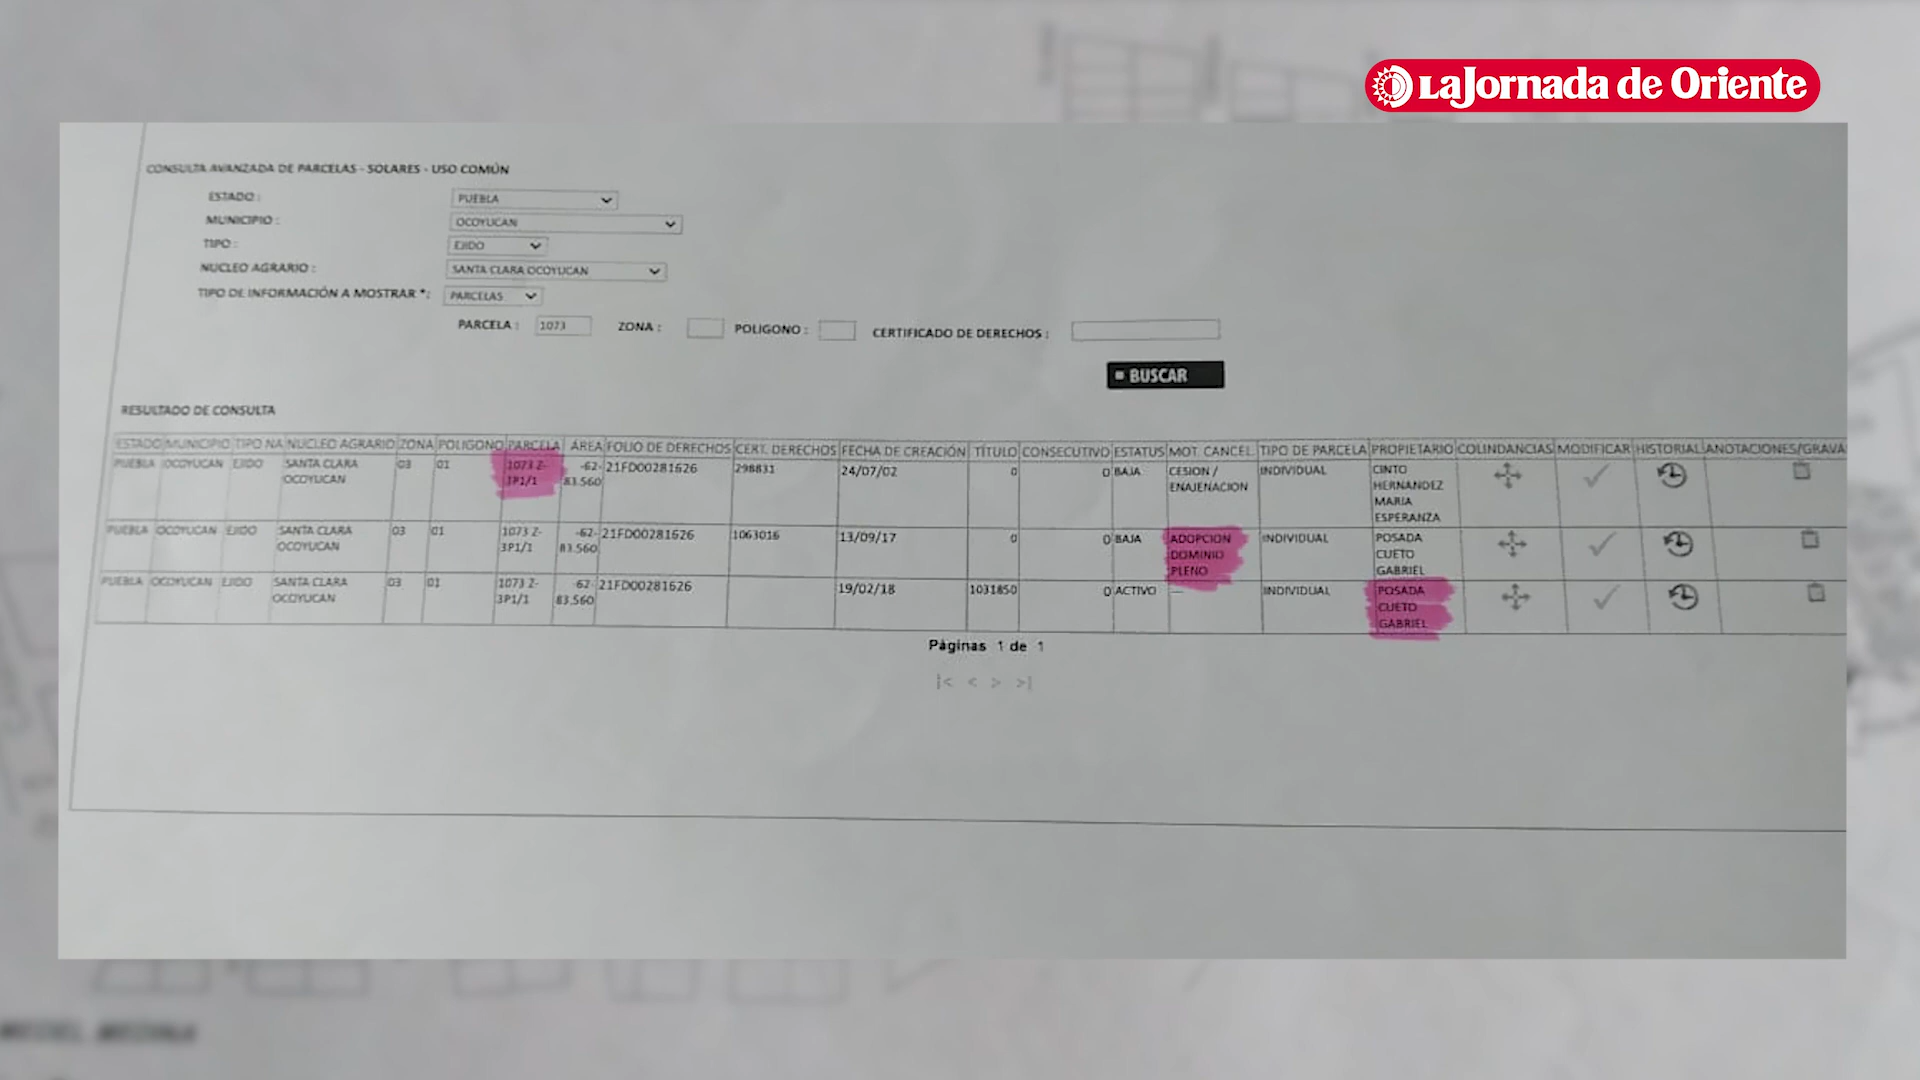 LaJornada de Oriente
CONSULTA AVANZADA DE PARCELAS - SOLARES - USO COMÚN
ESTADO : PUEBLA
MUNICIPIO : OCOYUCAN
TIPO : EJIDO
NUCLEO AGRARIO : SANTA CLARA OCOYUCAN
TIPO DE INFORMACIÓN A MOSTRAR *: PARCELAS
PARCELA : 1073 ZONA : POLIGONO : CERTIFICADO DE DERECHOS :
BUSCAR
RESULTADO DE CONSULTA
ESTADO MUNICIPIO TIPO NA NUCLEO AGRARIO ZONA POLIGONO PARCELA ÁREA FOLIO DE DERECHOS CERT. DERECHOS FECHA DE CREACIÓN TÍTULO CONSECUTIVO ESTATUS MOT. CANCEL. TIPO DE PARCELA PROPIETARIO COLINDANCIAS MODIFICAR HISTORIAL ANOTACIONES/GRAVA
PUEBLA OCOYUCAN EJIDO SANTA CLARA 03 01 1073 Z- -62- 21FD00281626 298831 24/07/02 0 0 BAJA CESION / INDIVIDUAL CINTO
OCOYUCAN 3P1/1 83.560 ENAJENACION HERNANDEZ
MARIA
ESPERANZA
PUEBLA OCOYUCAN EJIDO SANTA CLARA 03 01 1073 Z- -62- 21FD00281626 1063016 13/09/17 0 0 BAJA ADOPCION INDIVIDUAL POSADA
OCOYUCAN 3P1/1 83.560 DOMINIO CUETO
PLENO GABRIEL
PUEBLA OCOYUCAN EJIDO SANTA CLARA 03 01 1073 Z- -62- 21FD00281626 19/02/18 1031850 0 ACTIVO --- INDIVIDUAL POSADA
OCOYUCAN 3P1/1 83.560 CUETO
GABRIEL
Páginas 1 de 1
|< < > >|